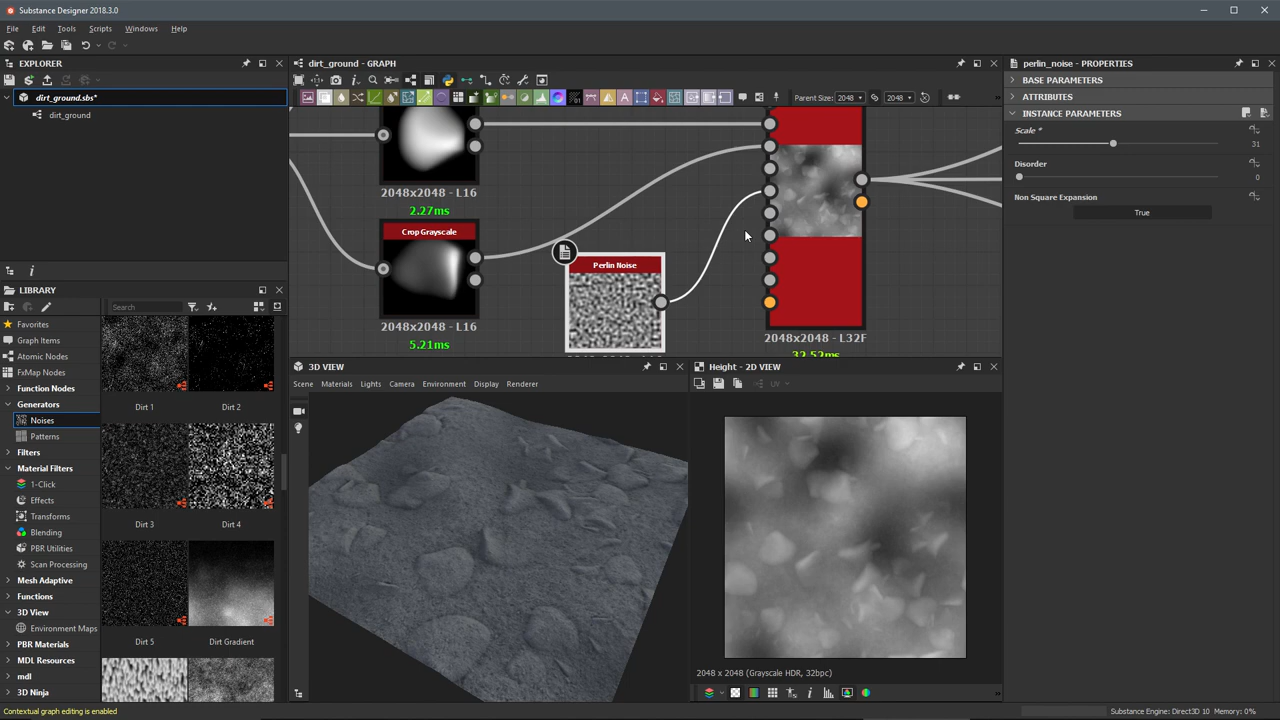 Substance Designer 2018.3.0
File Edit Tools Scripts Windows Help
EXPLORER
dirt_ground.sbs*
dirt_ground
LIBRARY
Search
Favorites
Graph Items
Atomic Nodes
FxMap Nodes
Function Nodes
Generators
Noises
Patterns
Filters
Material Filters
1-Click
Effects
Transforms
Blending
PBR Utilities
Scan Processing
Mesh Adaptive
Functions
3D View
Environment Maps
PBR Materials
MDL Resources
mdl
3D Ninja
Dirt 1
Dirt 2
Dirt 3
Dirt 4
Dirt 5
Dirt Gradient
dirt_ground - GRAPH
Parent Size: 2048 2048
2048x2048 - L16
2.27ms
Crop Grayscale
2048x2048 - L16
5.21ms
Perlin Noise
2048x2048 - L32F
32.52ms
3D VIEW
Scene Materials Lights Camera Environment Display Renderer
Height - 2D VIEW
UV
2048 x 2048 (Grayscale HDR, 32bpc)
perlin_noise - PROPERTIES
BASE PARAMETERS
ATTRIBUTES
INSTANCE PARAMETERS
Scale *
31
Disorder
0
Non Square Expansion
True
Contextual graph editing is enabled
Substance Engine: Direct3D 10 Memory: 0%